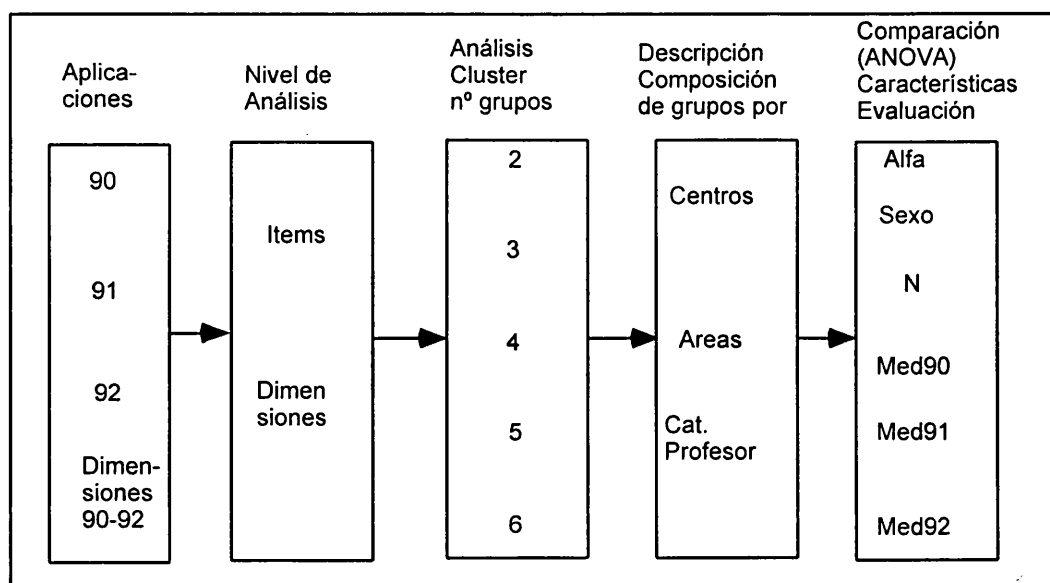 Aplica-
ciones
90
91
92
Dimen-
siones
90-92
Nivel de
Análisis
Items
Dimen
siones
Análisis
Cluster
nº grupos
2
3
4
5
6
Descripción
Composición
de grupos por
Centros
Areas
Cat.
Profesor
Comparación
(ANOVA)
Características
Evaluación
Alfa
Sexo
N
Med90
Med91
Med92